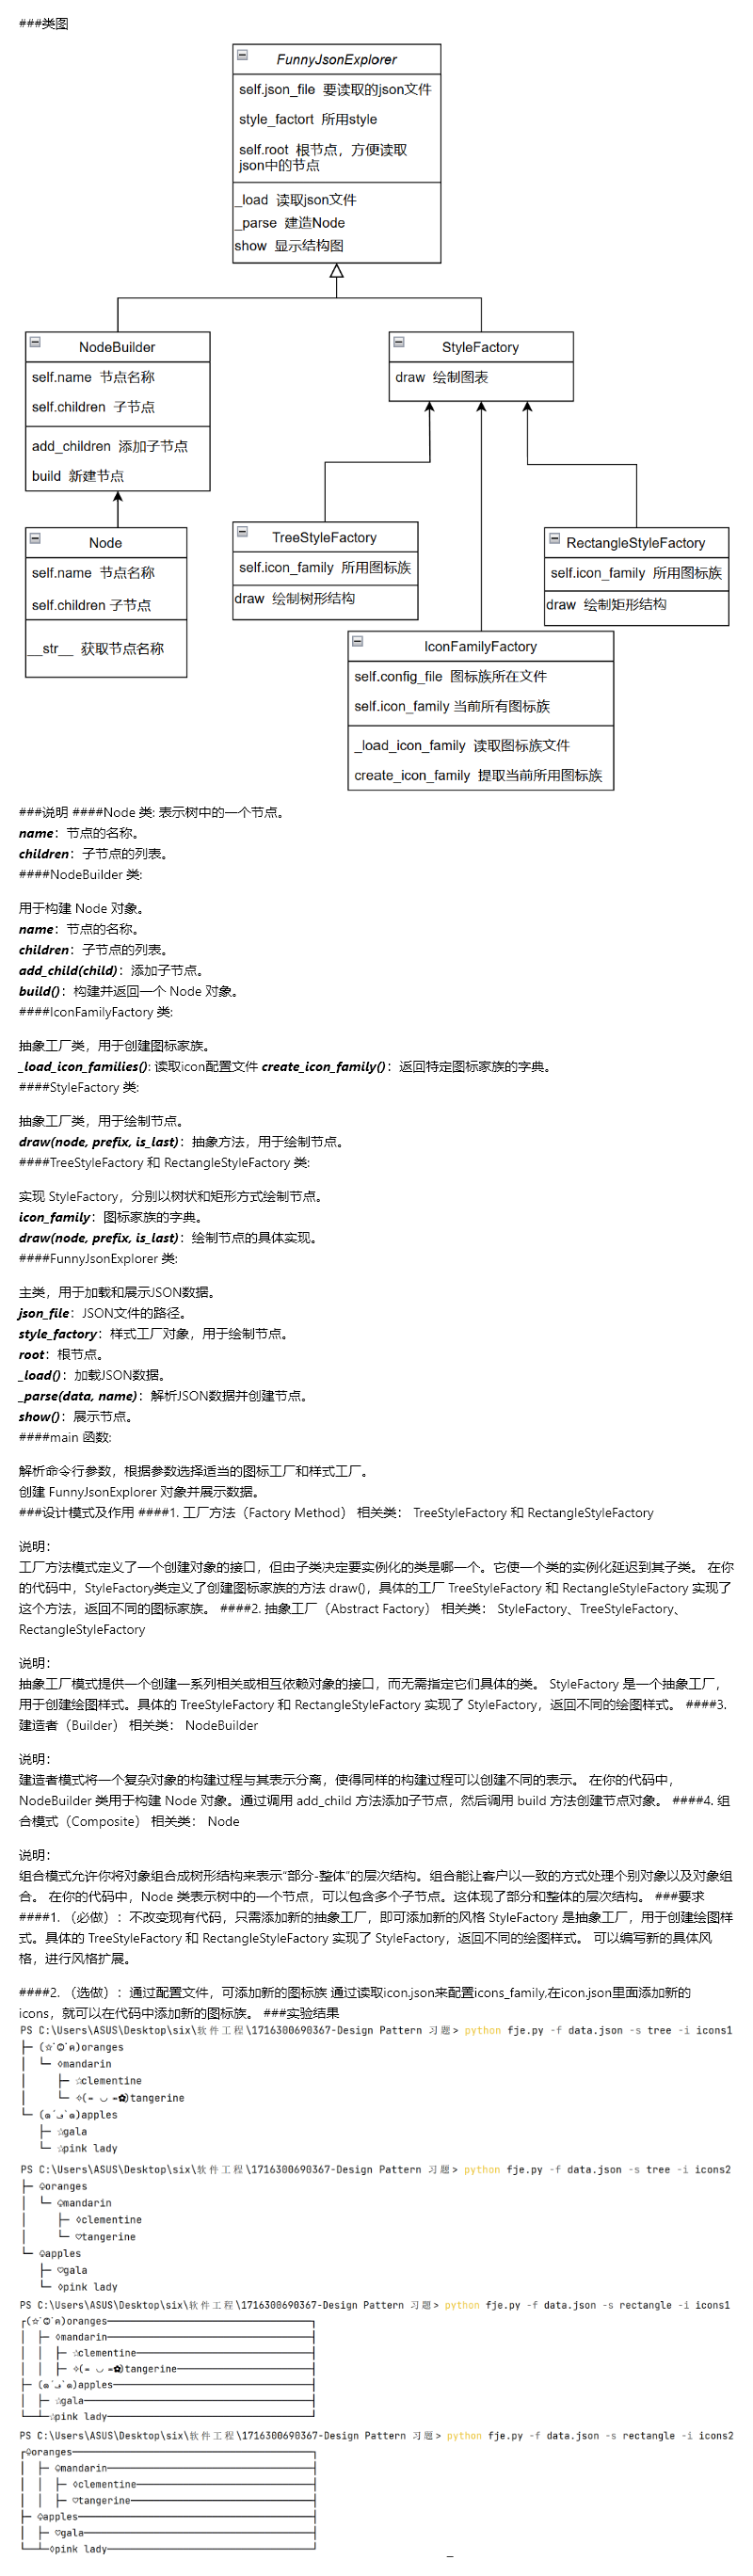 ###类图
FunnyJsonExplorer
self.json_file 要读取的json文件
style_factort 所用style
self.root 根节点，方便读取
json中的节点
_load 读取json文件
_parse 建造Node
show 显示结构图
NodeBuilder
self.name 节点名称
self.children 子节点
add_children 添加子节点
build 新建节点
StyleFactory
draw 绘制图表
Node
self.name 节点名称
self.children 子节点
__str__ 获取节点名称
TreeStyleFactory
self.icon_family 所用图标族
draw 绘制树形结构
RectangleStyleFactory
self.icon_family 所用图标族
draw 绘制矩形结构
IconFamilyFactory
self.config_file 图标族所在文件
self.icon_family 当前所有图标族
_load_icon_family 读取图标族文件
create_icon_family 提取当前所用图标族
###说明 ####Node 类: 表示树中的一个节点。
name：节点的名称。
children：子节点的列表。
####NodeBuilder 类:
用于构建 Node 对象。
name：节点的名称。
children：子节点的列表。
add_child(child)：添加子节点。
build()：构建并返回一个 Node 对象。
####IconFamilyFactory 类:
抽象工厂类，用于创建图标家族。
_load_icon_families(): 读取icon配置文件 create_icon_family()：返回特定图标家族的字典。
####StyleFactory 类:
抽象工厂类，用于绘制节点。
draw(node, prefix, is_last)：抽象方法，用于绘制节点。
####TreeStyleFactory 和 RectangleStyleFactory 类:
实现 StyleFactory，分别以树状和矩形方式绘制节点。
icon_family：图标家族的字典。
draw(node, prefix, is_last)：绘制节点的具体实现。
####FunnyJsonExplorer 类:
主类，用于加载和展示JSON数据。
json_file：JSON文件的路径。
style_factory：样式工厂对象，用于绘制节点。
root：根节点。
_load()：加载JSON数据。
_parse(data, name)：解析JSON数据并创建节点。
show()：展示节点。
####main 函数:
解析命令行参数，根据参数选择适当的图标工厂和样式工厂。
创建 FunnyJsonExplorer 对象并展示数据。
###设计模式及作用 ####1. 工厂方法（Factory Method） 相关类： TreeStyleFactory 和 RectangleStyleFactory
说明：
工厂方法模式定义了一个创建对象的接口，但由子类决定要实例化的类是哪一个。它使一个类的实例化延迟到其子类。 在你
的代码中，StyleFactory类定义了创建图标家族的方法 draw()，具体的工厂 TreeStyleFactory 和 RectangleStyleFactory 实现了
这个方法，返回不同的图标家族。 ####2. 抽象工厂（Abstract Factory） 相关类： StyleFactory、TreeStyleFactory、
RectangleStyleFactory
说明：
抽象工厂模式提供一个创建一系列相关或相互依赖对象的接口，而无需指定它们具体的类。 StyleFactory 是一个抽象工厂，
用于创建绘图样式。具体的 TreeStyleFactory 和 RectangleStyleFactory 实现了 StyleFactory，返回不同的绘图样式。 ####3.
建造者（Builder） 相关类： NodeBuilder
说明：
建造者模式将一个复杂对象的构建过程与其表示分离，使得同样的构建过程可以创建不同的表示。 在你的代码中，
NodeBuilder 类用于构建 Node 对象。通过调用 add_child 方法添加子节点，然后调用 build 方法创建节点对象。 ####4. 组
合模式（Composite） 相关类： Node
说明：
组合模式允许你将对象组合成树形结构来表示“部分-整体”的层次结构。组合能让客户以一致的方式处理个别对象以及对象组
合。 在你的代码中，Node 类表示树中的一个节点，可以包含多个子节点。这体现了部分和整体的层次结构。 ###要求
####1. （必做）：不改变现有代码，只需添加新的抽象工厂，即可添加新的风格 StyleFactory 是抽象工厂，用于创建绘图样
式。具体的 TreeStyleFactory 和 RectangleStyleFactory 实现了 StyleFactory，返回不同的绘图样式。 可以编写新的具体风
格，进行风格扩展。
####2. （选做）：通过配置文件，可添加新的图标族 通过读取icon.json来配置icons_family,在icon.json里面添加新的
icons，就可以在代码中添加新的图标族。 ###实验结果
PS C:\Users\ASUS\Desktop\six\软件工程\1716300690367-Design Pattern 习题> python fje.py -f data.json -s tree -i icons1
├─ oranges
│  └─ ◊mandarin
│     ├─ ☆clementine
│     └─ tangerine
└─ apples
   ├─ ☆gala
   └─ ☆pink lady
PS C:\Users\ASUS\Desktop\six\软件工程\1716300690367-Design Pattern 习题> python fje.py -f data.json -s tree -i icons2
├─ ♤oranges
│  └─ ♤mandarin
│     ├─ ◊clementine
│     └─ ♡tangerine
└─ ♤apples
   ├─ ♡gala
   └─ ◊pink lady
PS C:\Users\ASUS\Desktop\six\软件工程\1716300690367-Design Pattern 习题> python fje.py -f data.json -s rectangle -i icons1
┌oranges─┐
│  ├─ ◊mandarin─┤
│  │  ├─ ☆clementine─┤
│  │  ├─ tangerine─┤
├─ apples─┤
│  ├─ ☆gala─┤
└──┴─☆pink lady─┘
PS C:\Users\ASUS\Desktop\six\软件工程\1716300690367-Design Pattern 习题> python fje.py -f data.json -s rectangle -i icons2
┌♤oranges─┐
│  ├─ ♤mandarin─┤
│  │  ├─ ◊clementine─┤
│  │  ├─ ♡tangerine─┤
├─ ♤apples─┤
│  ├─ ♡gala─┤
└──┴─◊pink lady─┘